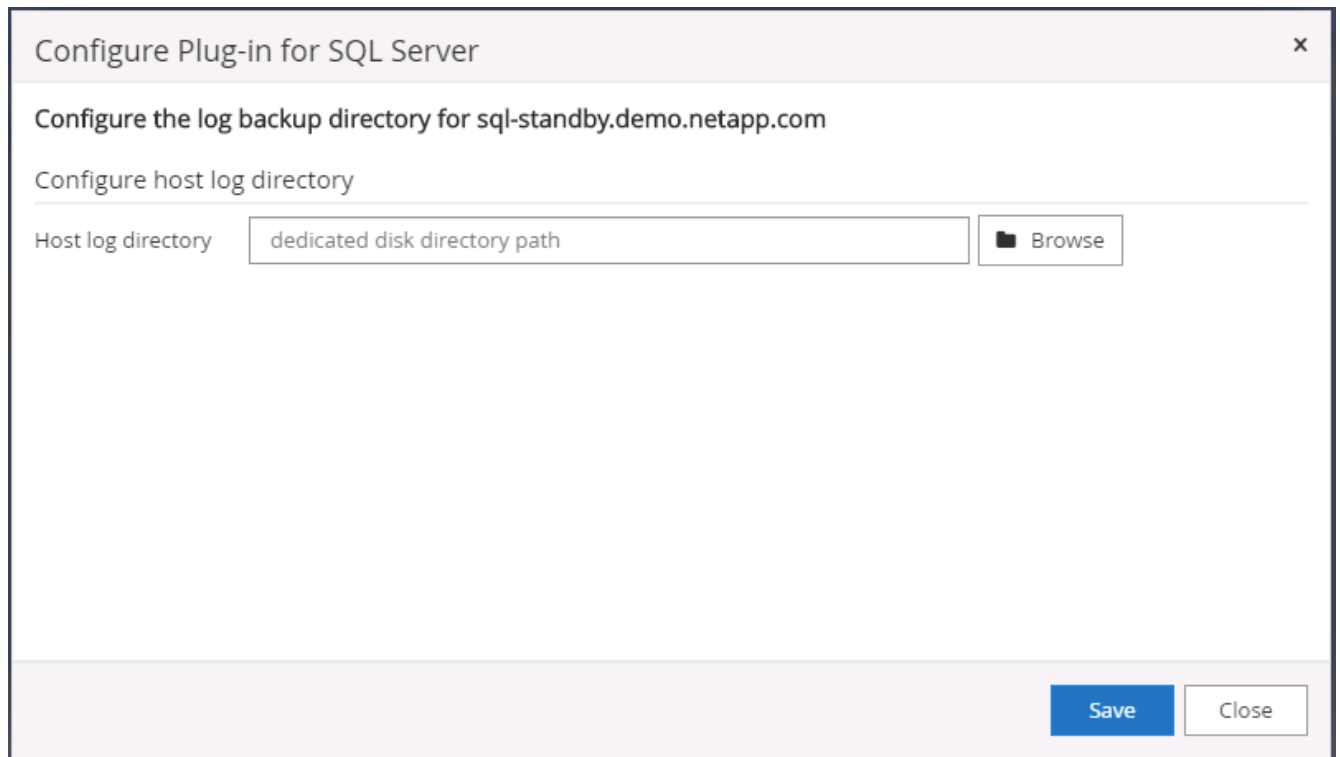 Configure Plug-in for SQL Server ×
Configure the log backup directory for sql-standby.demo.netapp.com
Configure host log directory
Host log directory dedicated disk directory path Browse
Save Close